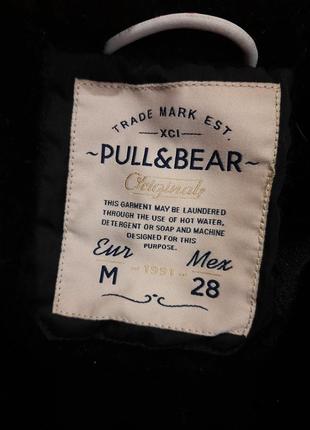 TRADE MARK EST.
XCI
~PULL&BEAR~
Originals
THIS GARMENT MAY BE LAUNDERED
THROUGH THE USE OF HOT WATER,
DETERGENT OR SOAP AND MACHINE
DESIGNED FOR THIS
PURPOSE.
Eur Mex
M 1991 28